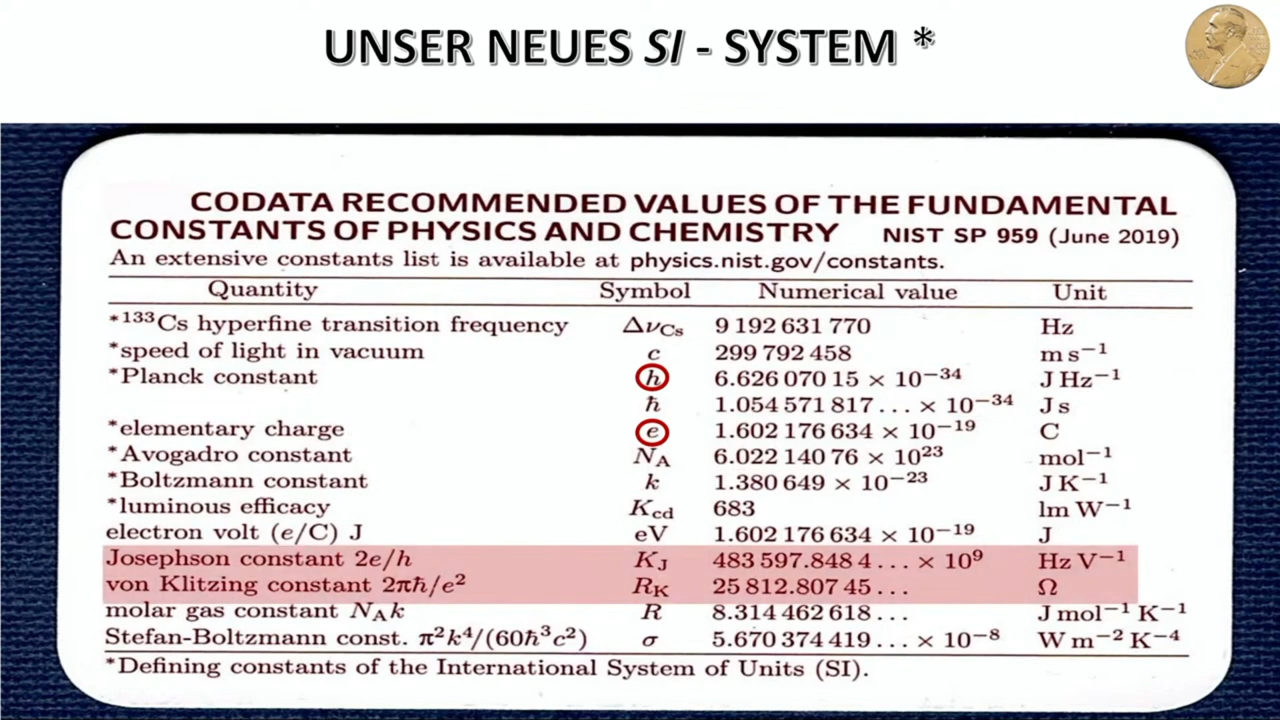 UNSER NEUES SI - SYSTEM *
CODATA RECOMMENDED VALUES OF THE FUNDAMENTAL
CONSTANTS OF PHYSICS AND CHEMISTRY NIST SP 959 (June 2019)
An extensive constants list is available at physics.nist.gov/constants.
Quantity Symbol Numerical value Unit
*¹³³Cs hyperfine transition frequency Δν_Cs 9 192 631 770 Hz
*speed of light in vacuum c 299 792 458 m s⁻¹
*Planck constant h 6.626 070 15 × 10⁻³⁴ J Hz⁻¹
ħ 1.054 571 817... × 10⁻³⁴ J s
*elementary charge e 1.602 176 634 × 10⁻¹⁹ C
*Avogadro constant N_A 6.022 140 76 × 10²³ mol⁻¹
*Boltzmann constant k 1.380 649 × 10⁻²³ J K⁻¹
*luminous efficacy K_cd 683 lm W⁻¹
electron volt (e/C) J eV 1.602 176 634 × 10⁻¹⁹ J
Josephson constant 2e/h K_J 483 597.848 4... × 10⁹ Hz V⁻¹
von Klitzing constant 2πħ/e² R_K 25 812.807 45... Ω
molar gas constant N_A k R 8.314 462 618... J mol⁻¹ K⁻¹
Stefan-Boltzmann const. π²k⁴/(60ħ³c²) σ 5.670 374 419... × 10⁻⁸ W m⁻² K⁻⁴
*Defining constants of the International System of Units (SI).